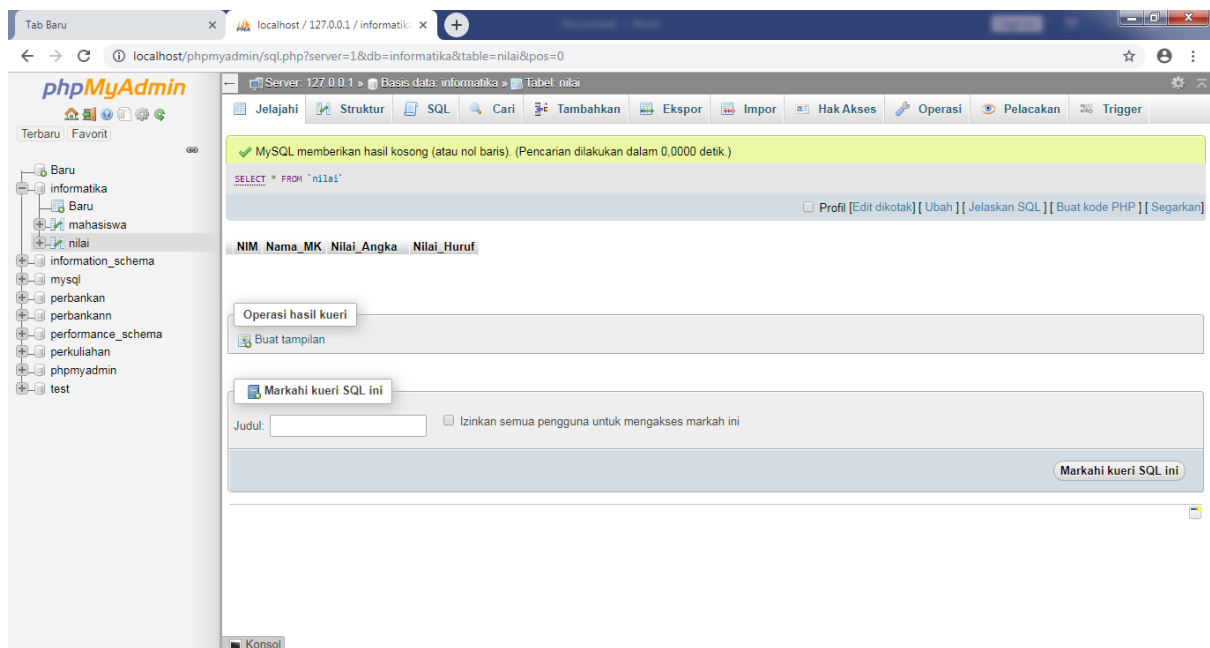 Tab Baru
localhost / 127.0.0.1 / informatika
localhost/phpmyadmin/sql.php?server=1&db=informatika&table=nilai&pos=0
phpMyAdmin
Terbaru Favorit
Baru
informatika
Baru
mahasiswa
nilai
information_schema
mysql
perbankan
perbankann
performance_schema
perkuliahan
phpmyadmin
test
Server: 127.0.0.1 » Basis data: informatika » Tabel: nilai
Jelajahi Struktur SQL Cari Tambahkan Ekspor Impor Hak Akses Operasi Pelacakan Trigger
MySQL memberikan hasil kosong (atau nol baris). (Pencarian dilakukan dalam 0,0000 detik.)
SELECT * FROM `nilai`
Profil [Edit dikotak] [ Ubah ] [ Jelaskan SQL ] [ Buat kode PHP ] [ Segarkan]
NIM Nama_MK Nilai_Angka Nilai_Huruf
Operasi hasil kueri
Buat tampilan
Markahi kueri SQL ini
Judul: Izinkan semua pengguna untuk mengakses markah ini
Markahi kueri SQL ini
Konsol